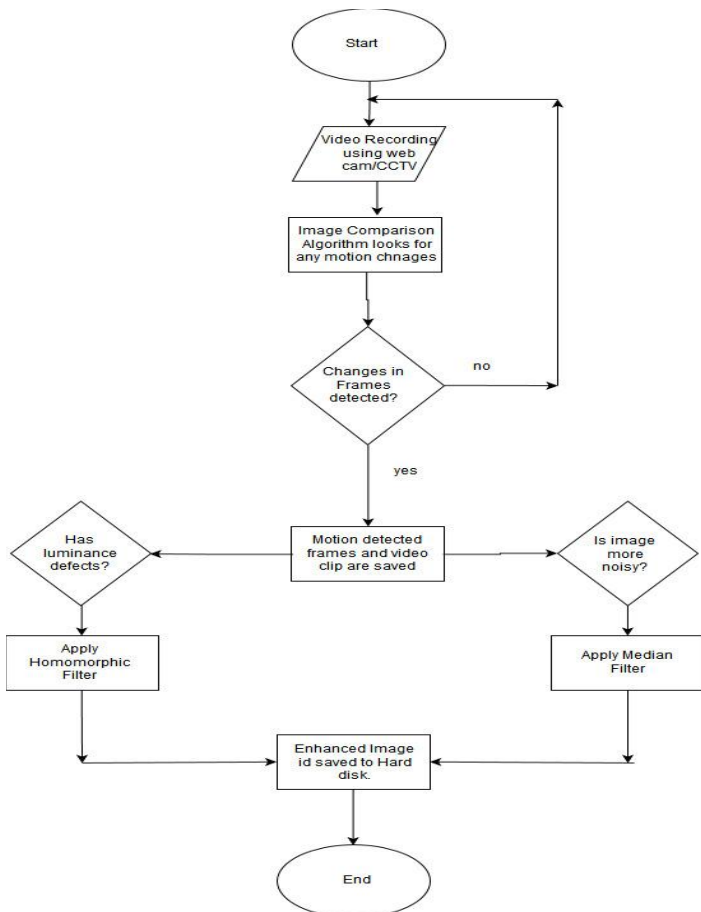 Start
Video Recording
using web
cam/CCTV
Image Comparison
Algorithm looks for
any motion chnages
Changes in
Frames
detected?
no
yes
Has
luminance
defects?
Motion detected
frames and video
clip are saved
Is image
more
noisy?
Apply
Homomorphic
Filter
Apply Median
Filter
Enhanced Image
id saved to Hard
disk.
End